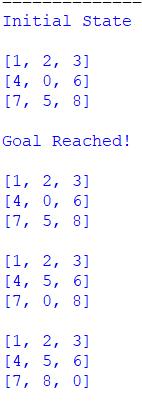 --------------
Initial State
[1, 2, 3]
[4, 0, 6]
[7, 5, 8]
Goal Reached!
[1, 2, 3]
[4, 0, 6]
[7, 5, 8]
[1, 2, 3]
[4, 5, 6]
[7, 0, 8]
[1, 2, 3]
[4, 5, 6]
[7, 8, 0]